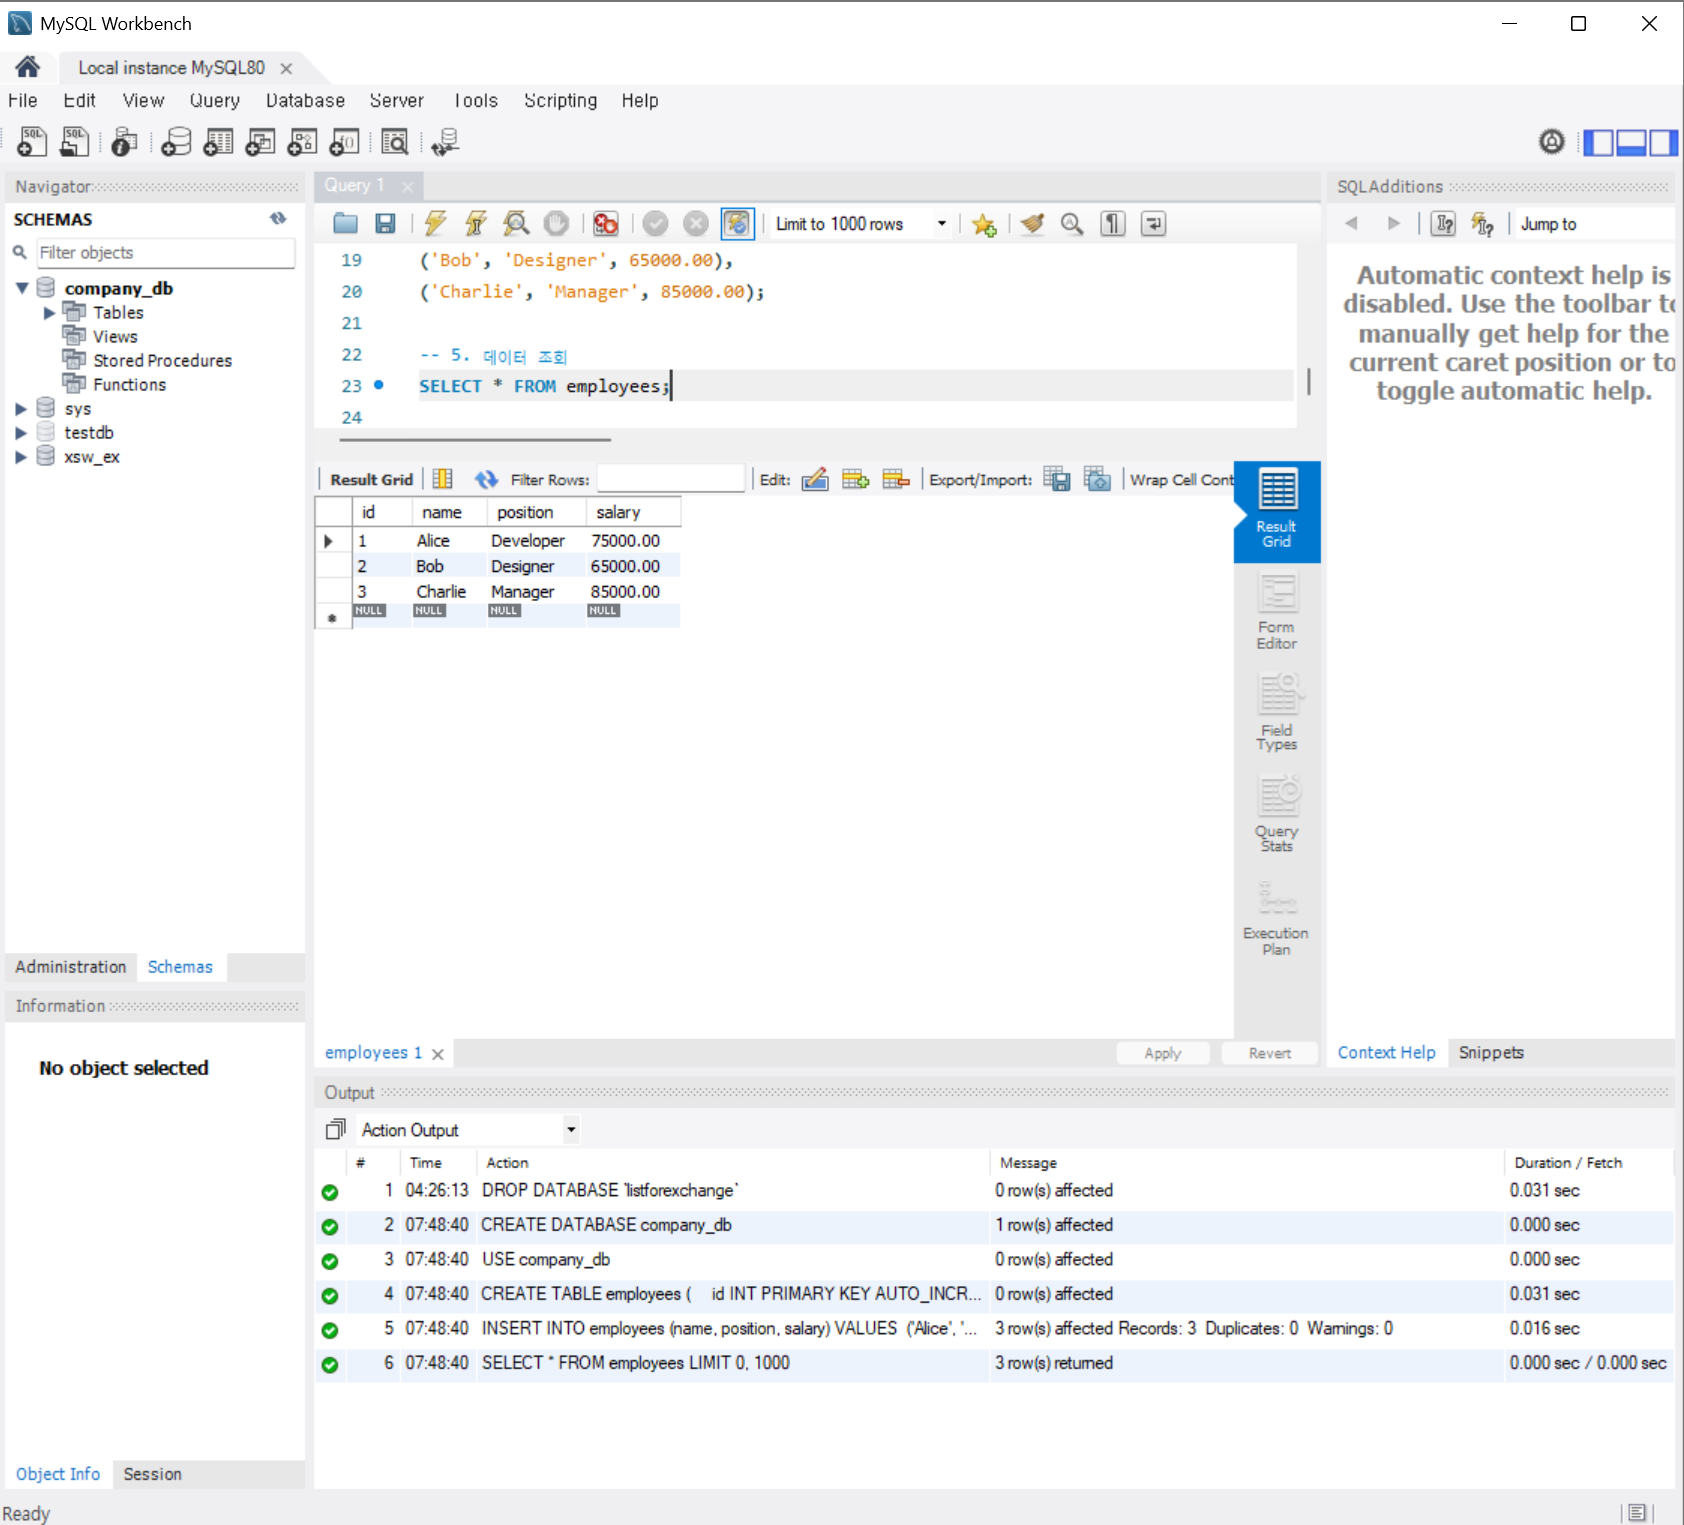 MySQL Workbench
Local instance MySQL80
File Edit View Query Database Server Tools Scripting Help
Navigator
SCHEMAS
Filter objects
company_db
Tables
Views
Stored Procedures
Functions
sys
testdb
xsw_ex
Administration Schemas
Information
No object selected
Object Info Session
Query 1
Limit to 1000 rows
19 ('Bob', 'Designer', 65000.00),
20 ('Charlie', 'Manager', 85000.00);
21
22 -- 5. 데이터 조회
23 SELECT * FROM employees;
24
Result Grid Filter Rows: Edit: Export/Import: Wrap Cell Cont
id name position salary
1 Alice Developer 75000.00
2 Bob Designer 65000.00
3 Charlie Manager 85000.00
NULL NULL NULL NULL
Result
Grid
Form
Editor
Field
Types
Query
Stats
Execution
Plan
employees 1
Apply Revert
SQLAdditions
Jump to
Automatic context help is
disabled. Use the toolbar to
manually get help for the
current caret position or to
toggle automatic help.
Context Help Snippets
Output
Action Output
# Time Action Message Duration / Fetch
1 04:26:13 DROP DATABASE `listforexchange` 0 row(s) affected 0.031 sec
2 07:48:40 CREATE DATABASE company_db 1 row(s) affected 0.000 sec
3 07:48:40 USE company_db 0 row(s) affected 0.000 sec
4 07:48:40 CREATE TABLE employees ( id INT PRIMARY KEY AUTO_INCR... 0 row(s) affected 0.031 sec
5 07:48:40 INSERT INTO employees (name, position, salary) VALUES ('Alice', '... 3 row(s) affected Records: 3 Duplicates: 0 Warnings: 0 0.016 sec
6 07:48:40 SELECT * FROM employees LIMIT 0, 1000 3 row(s) returned 0.000 sec / 0.000 sec
Ready